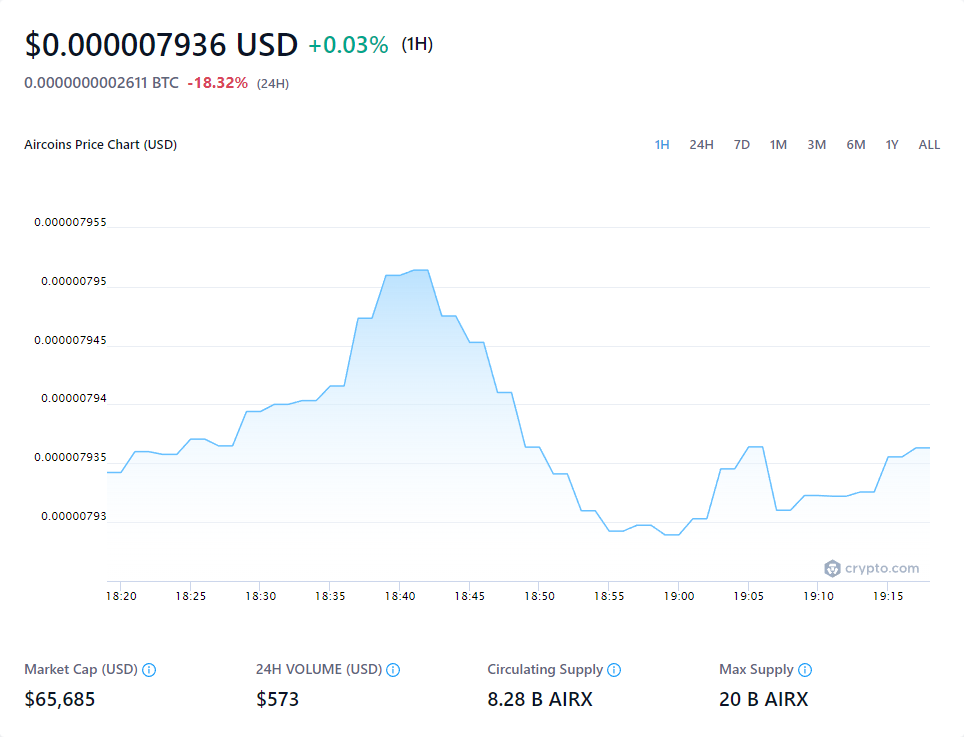 $0.000007936 USD +0.03% (1H)
0.0000000002611 BTC -18.32% (24H)
Aircoins Price Chart (USD)
1H 24H 7D 1M 3M 6M 1Y ALL
0.000007955
0.00000795
0.000007945
0.00000794
0.000007935
0.00000793
crypto.com
18:20 18:25 18:30 18:35 18:40 18:45 18:50 18:55 19:00 19:05 19:10 19:15
Market Cap (USD) 24H VOLUME (USD) Circulating Supply Max Supply
$65,685 $573 8.28 B AIRX 20 B AIRX